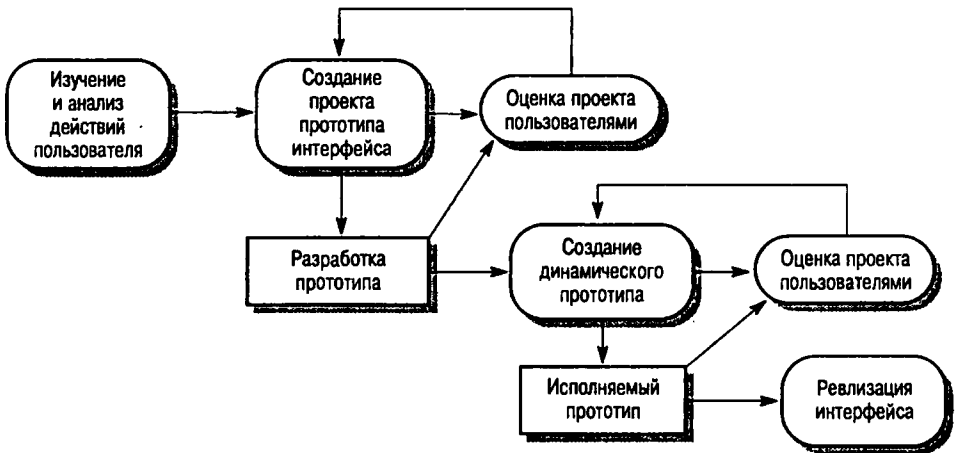 Изучение
и анализ
действий
пользователя
Создание
проекта
прототипа
интерфейса
Оценка проекта
пользователями
Разработка
прототипа
Создание
динамического
прототипа
Оценка проекта
пользователями
Исполняемый
прототип
Ревлизация
интерфейса